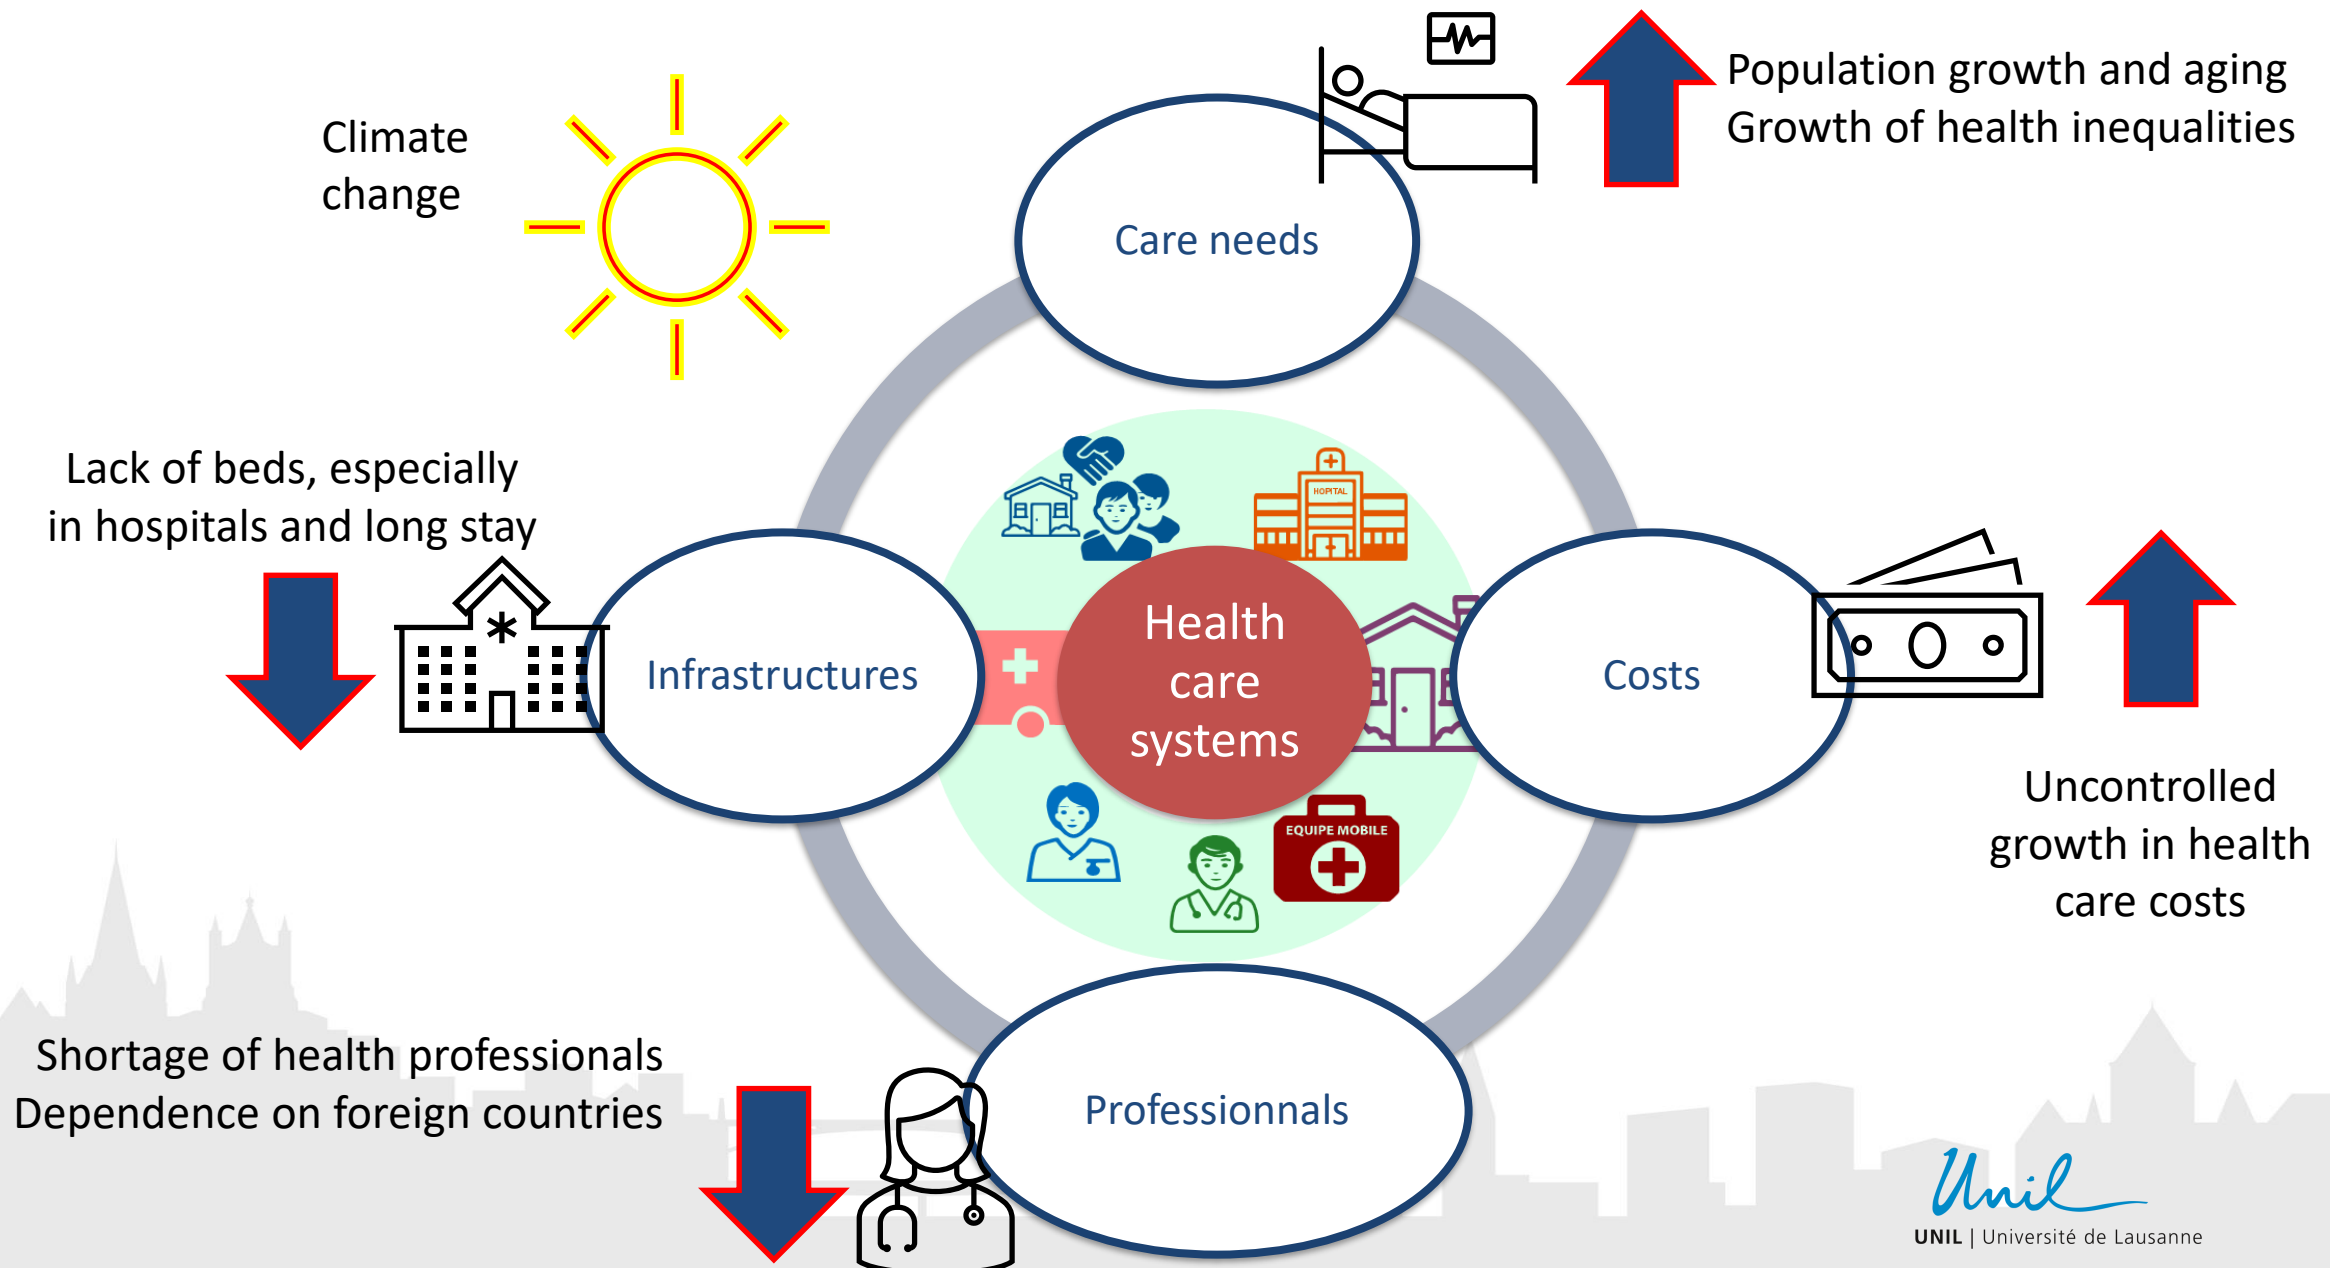 Climate
change
Population growth and aging
Growth of health inequalities
Care needs
Lack of beds, especially
in hospitals and long stay
HOPITAL
Infrastructures
Health
care
systems
Costs
Uncontrolled
growth in health
care costs
EQUIPE MOBILE
Shortage of health professionals
Dependence on foreign countries
Professionnals
Unil
UNIL | Université de Lausanne